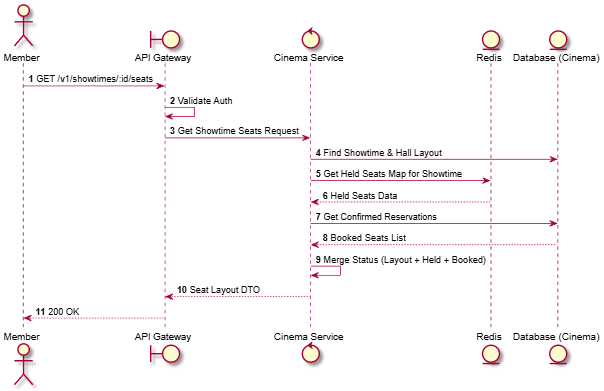 Member
API Gateway
Cinema Service
Redis
Database (Cinema)
1 GET /v1/showtimes/:id/seats
2 Validate Auth
3 Get Showtime Seats Request
4 Find Showtime & Hall Layout
5 Get Held Seats Map for Showtime
6 Held Seats Data
7 Get Confirmed Reservations
8 Booked Seats List
9 Merge Status (Layout + Held + Booked)
10 Seat Layout DTO
11 200 OK
Member
API Gateway
Cinema Service
Redis
Database (Cinema)